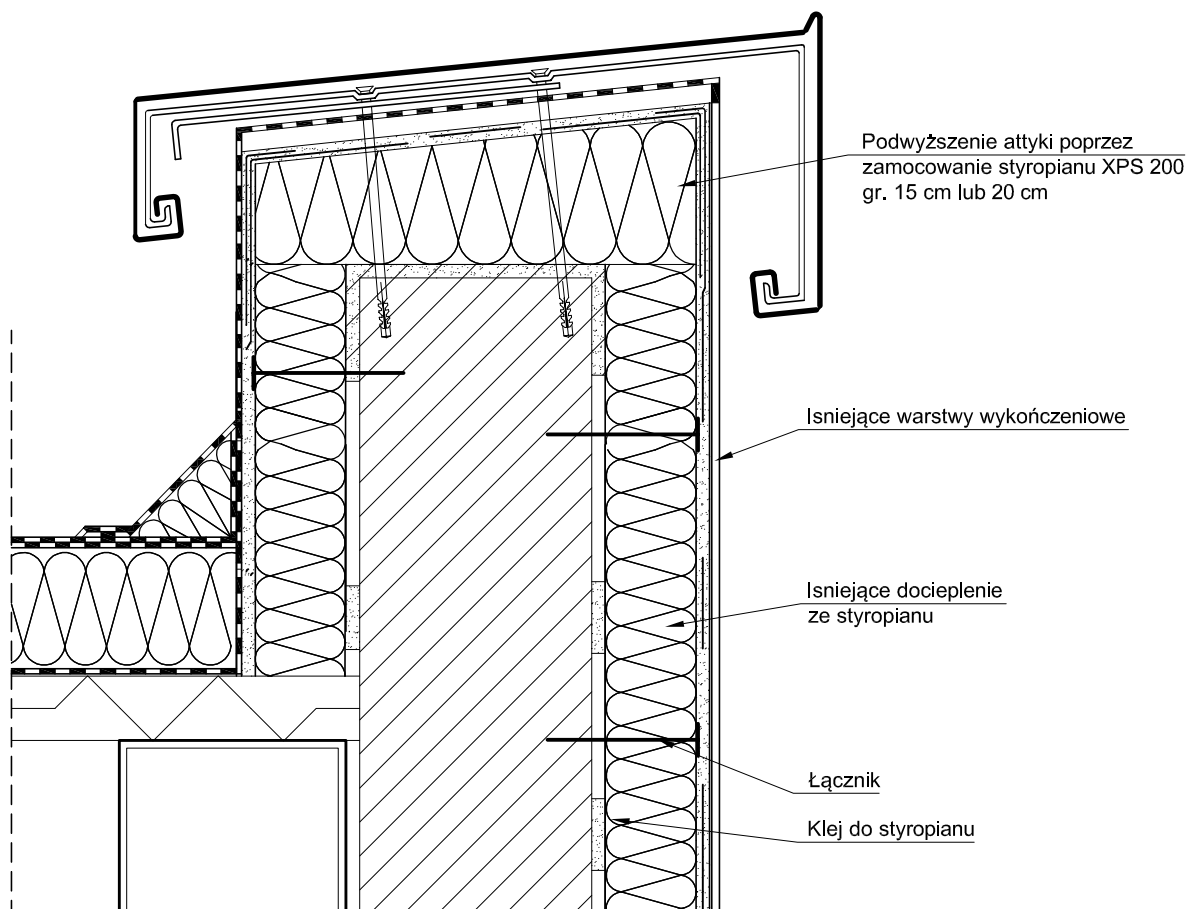 Podwyższenie attyki poprzez
zamocowanie styropianu XPS 200
gr. 15 cm lub 20 cm
Isniejące warstwy wykończeniowe
Isniejące docieplenie
ze styropianu
Łącznik
Klej do styropianu